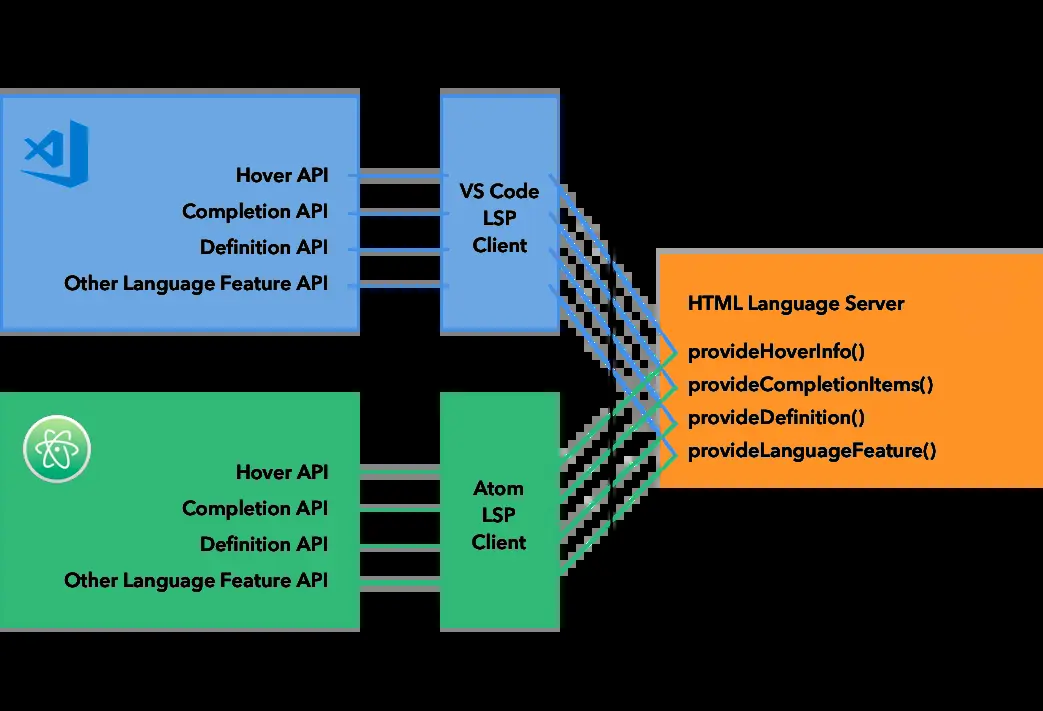 Hover API
Completion API
Definition API
Other Language Feature API
VS Code
LSP
Client
HTML Language Server
provideHoverInfo()
provideCompletionItems()
provideDefinition()
provideLanguageFeature()
Hover API
Completion API
Definition API
Other Language Feature API
Atom
LSP
Client